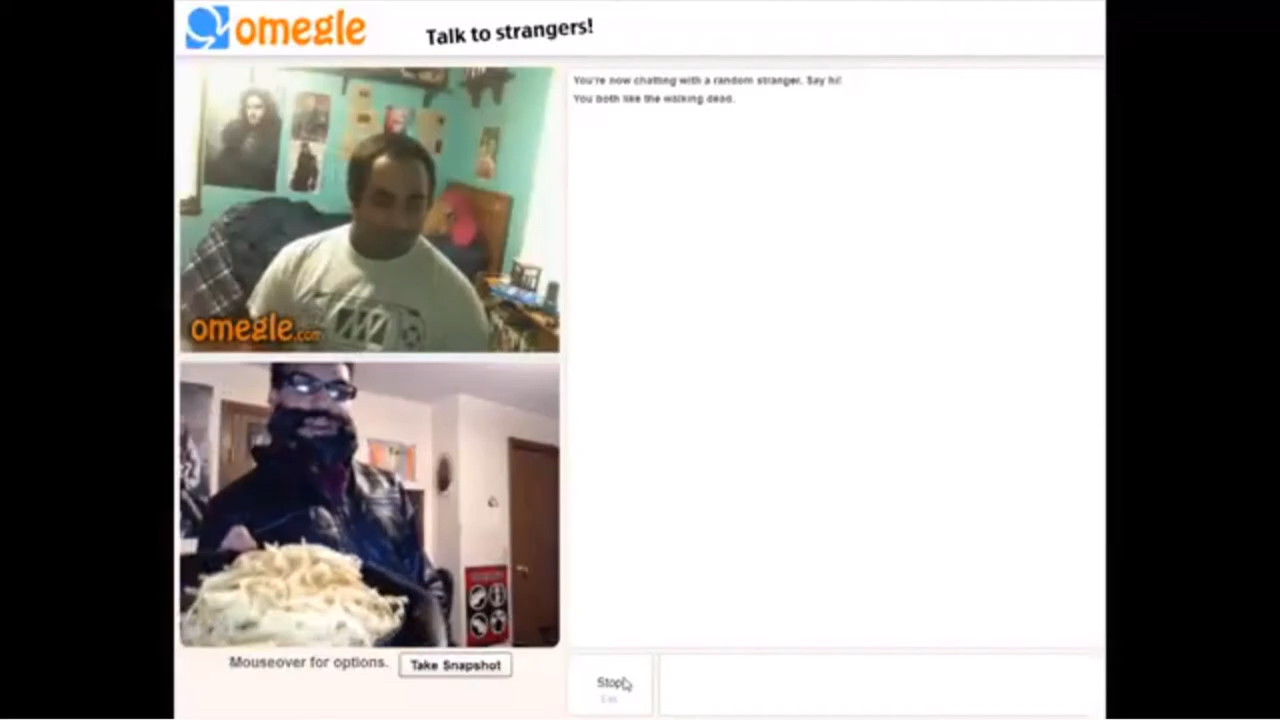 omegle
Talk to strangers!
You're now chatting with a random stranger. Say hi!
You both like the walking dead.
omegle.com
Mouseover for options.
Take Snapshot
Stop
Esc